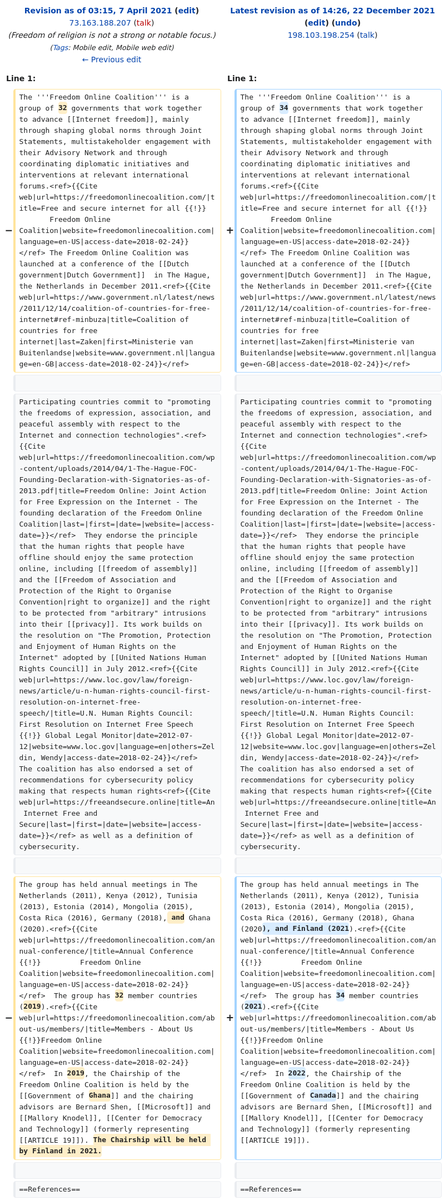 Revision as of 03:15, 7 April 2021 (edit)
73.163.188.207 (talk)
(Freedom of religion is not a strong or notable focus.)
(Tags: Mobile edit, Mobile web edit)
← Previous edit
Latest revision as of 14:26, 22 December 2021
(edit) (undo)
198.103.198.254 (talk)
Line 1:
Line 1:
−
The '''Freedom Online Coalition''' is a
group of 32 governments that work together
to advance [[Internet freedom]], mainly
through shaping global norms through Joint
Statements, multistakeholder engagement with
their Advisory Network and through
coordinating diplomatic initiatives and
interventions at relevant international
forums.<ref>{{Cite
web|url=https://freedomonlinecoalition.com/|t
itle=Free and secure internet for all {{!}}
Freedom Online
Coalition|website=freedomonlinecoalition.com|
language=en-US|access-date=2018-02-24}}
</ref> The Freedom Online Coalition was
launched at a conference of the [[Dutch
government|Dutch Government]]  in The Hague,
the Netherlands in December 2011.<ref>{{Cite
web|url=https://www.government.nl/latest/news
/2011/12/14/coalition-of-countries-for-free-
internet#ref-minbuza|title=Coalition of
countries for free
internet|last=Zaken|first=Ministerie van
Buitenlandse|website=www.government.nl|langua
ge=en-GB|access-date=2018-02-24}}</ref>
+
The '''Freedom Online Coalition''' is a
group of 34 governments that work together
to advance [[Internet freedom]], mainly
through shaping global norms through Joint
Statements, multistakeholder engagement with
their Advisory Network and through
coordinating diplomatic initiatives and
interventions at relevant international
forums.<ref>{{Cite
web|url=https://freedomonlinecoalition.com/|t
itle=Free and secure internet for all {{!}}
Freedom Online
Coalition|website=freedomonlinecoalition.com|
language=en-US|access-date=2018-02-24}}
</ref> The Freedom Online Coalition was
launched at a conference of the [[Dutch
government|Dutch Government]]  in The Hague,
the Netherlands in December 2011.<ref>{{Cite
web|url=https://www.government.nl/latest/news
/2011/12/14/coalition-of-countries-for-free-
internet#ref-minbuza|title=Coalition of
countries for free
internet|last=Zaken|first=Ministerie van
Buitenlandse|website=www.government.nl|langua
ge=en-GB|access-date=2018-02-24}}</ref>
Participating countries commit to "promoting
the freedoms of expression, association, and
peaceful assembly with respect to the
Internet and connection technologies".<ref>
{{Cite
web|url=https://freedomonlinecoalition.com/wp
-content/uploads/2014/04/1-The-Hague-FOC-
Founding-Declaration-with-Signatories-as-of-
2013.pdf|title=Freedom Online: Joint Action
for Free Expression on the Internet - The
founding declaration of the Freedom Online
Coalition|last=|first=|date=|website=|access-
date=}}</ref>  They endorse the principle
that the human rights that people have
offline should enjoy the same protection
online, including [[freedom of assembly]]
and the [[Freedom of Association and
Protection of the Right to Organise
Convention|right to organize]] and the right
to be protected from "arbitrary" intrusions
into their [[privacy]]. Its work builds on
the resolution on "The Promotion, Protection
and Enjoyment of Human Rights on the
Internet" adopted by [[United Nations Human
Rights Council]] in July 2012.<ref>{{Cite
web|url=https://www.loc.gov/law/foreign-
news/article/u-n-human-rights-council-first-
resolution-on-internet-free-
speech/|title=U.N. Human Rights Council:
First Resolution on Internet Free Speech
{{!}} Global Legal Monitor|date=2012-07-
12|website=www.loc.gov|language=en|others=Zel
din, Wendy|access-date=2018-02-24}}</ref>
The coalition has also endorsed a set of
recommendations for cybersecurity policy
making that respects human rights<ref>{{Cite
web|url=https://freeandsecure.online|title=An
Internet Free and
Secure|last=|first=|date=|website=|access-
date=}}</ref> as well as a definition of
cybersecurity.
Participating countries commit to "promoting
the freedoms of expression, association, and
peaceful assembly with respect to the
Internet and connection technologies".<ref>
{{Cite
web|url=https://freedomonlinecoalition.com/wp
-content/uploads/2014/04/1-The-Hague-FOC-
Founding-Declaration-with-Signatories-as-of-
2013.pdf|title=Freedom Online: Joint Action
for Free Expression on the Internet - The
founding declaration of the Freedom Online
Coalition|last=|first=|date=|website=|access-
date=}}</ref>  They endorse the principle
that the human rights that people have
offline should enjoy the same protection
online, including [[freedom of assembly]]
and the [[Freedom of Association and
Protection of the Right to Organise
Convention|right to organize]] and the right
to be protected from "arbitrary" intrusions
into their [[privacy]]. Its work builds on
the resolution on "The Promotion, Protection
and Enjoyment of Human Rights on the
Internet" adopted by [[United Nations Human
Rights Council]] in July 2012.<ref>{{Cite
web|url=https://www.loc.gov/law/foreign-
news/article/u-n-human-rights-council-first-
resolution-on-internet-free-
speech/|title=U.N. Human Rights Council:
First Resolution on Internet Free Speech
{{!}} Global Legal Monitor|date=2012-07-
12|website=www.loc.gov|language=en|others=Zel
din, Wendy|access-date=2018-02-24}}</ref>
The coalition has also endorsed a set of
recommendations for cybersecurity policy
making that respects human rights<ref>{{Cite
web|url=https://freeandsecure.online|title=An
Internet Free and
Secure|last=|first=|date=|website=|access-
date=}}</ref> as well as a definition of
cybersecurity.
−
The group has held annual meetings in The
Netherlands (2011), Kenya (2012), Tunisia
(2013), Estonia (2014), Mongolia (2015),
Costa Rica (2016), Germany (2018), and Ghana
(2020).<ref>{{Cite
web|url=https://freedomonlinecoalition.com/an
nual-conference/|title=Annual Conference
{{!}} Freedom Online
Coalition|website=freedomonlinecoalition.com|
language=en-US|access-date=2018-02-24}}
</ref>  The group has 32 member countries
(2019).<ref>{{Cite
web|url=https://freedomonlinecoalition.com/ab
out-us/members/|title=Members - About Us
{{!}}Freedom Online
Coalition|website=freedomonlinecoalition.com|
language=en-US|access-date=2018-02-24}}
</ref>  In 2019, the Chairship of the
Freedom Online Coalition is held by the
[[Government of Ghana]] and the chairing
advisors are Bernard Shen, [[Microsoft]] and
[[Mallory Knodel]], [[Center for Democracy
and Technology]] (formerly representing
[[ARTICLE 19]]). The Chairship will be held
by Finland in 2021.
+
The group has held annual meetings in The
Netherlands (2011), Kenya (2012), Tunisia
(2013), Estonia (2014), Mongolia (2015),
Costa Rica (2016), Germany (2018), Ghana
(2020), and Finland (2021).<ref>{{Cite
web|url=https://freedomonlinecoalition.com/an
nual-conference/|title=Annual Conference
{{!}} Freedom Online
Coalition|website=freedomonlinecoalition.com|
language=en-US|access-date=2018-02-24}}
</ref>  The group has 34 member countries
(2021).<ref>{{Cite
web|url=https://freedomonlinecoalition.com/ab
out-us/members/|title=Members - About Us
{{!}}Freedom Online
Coalition|website=freedomonlinecoalition.com|
language=en-US|access-date=2018-02-24}}
</ref>  In 2022, the Chairship of the
Freedom Online Coalition is held by the
[[Government of Canada]] and the chairing
advisors are Bernard Shen, [[Microsoft]] and
[[Mallory Knodel]], [[Center for Democracy
and Technology]] (formerly representing
[[ARTICLE 19]]).
==References==
==References==